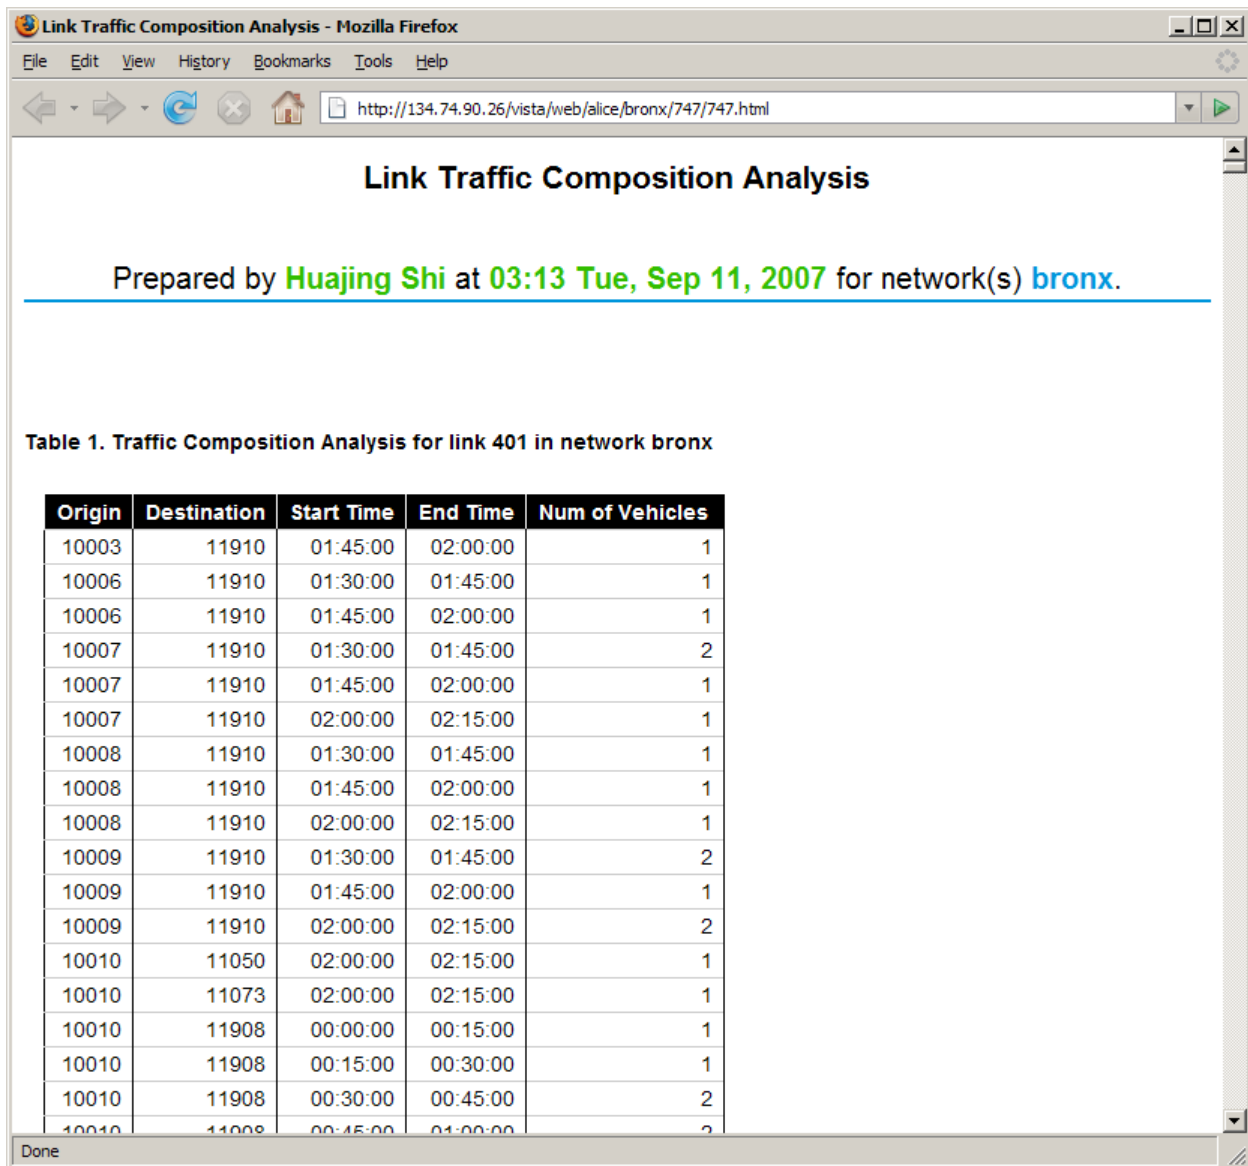 Link Traffic Composition Analysis - Mozilla Firefox
File Edit View History Bookmarks Tools Help
http://134.74.90.26/vista/web/alice/bronx/747/747.html
Link Traffic Composition Analysis
Prepared by Huajing Shi at 03:13 Tue, Sep 11, 2007 for network(s) bronx.
Table 1. Traffic Composition Analysis for link 401 in network bronx
Origin Destination Start Time End Time Num of Vehicles
10003 11910 01:45:00 02:00:00 1
10006 11910 01:30:00 01:45:00 1
10006 11910 01:45:00 02:00:00 1
10007 11910 01:30:00 01:45:00 2
10007 11910 01:45:00 02:00:00 1
10007 11910 02:00:00 02:15:00 1
10008 11910 01:30:00 01:45:00 1
10008 11910 01:45:00 02:00:00 1
10008 11910 02:00:00 02:15:00 1
10009 11910 01:30:00 01:45:00 2
10009 11910 01:45:00 02:00:00 1
10009 11910 02:00:00 02:15:00 2
10010 11050 02:00:00 02:15:00 1
10010 11073 02:00:00 02:15:00 1
10010 11908 00:00:00 00:15:00 1
10010 11908 00:15:00 00:30:00 1
10010 11908 00:30:00 00:45:00 2
10010 11908 00:45:00 01:00:00
Done